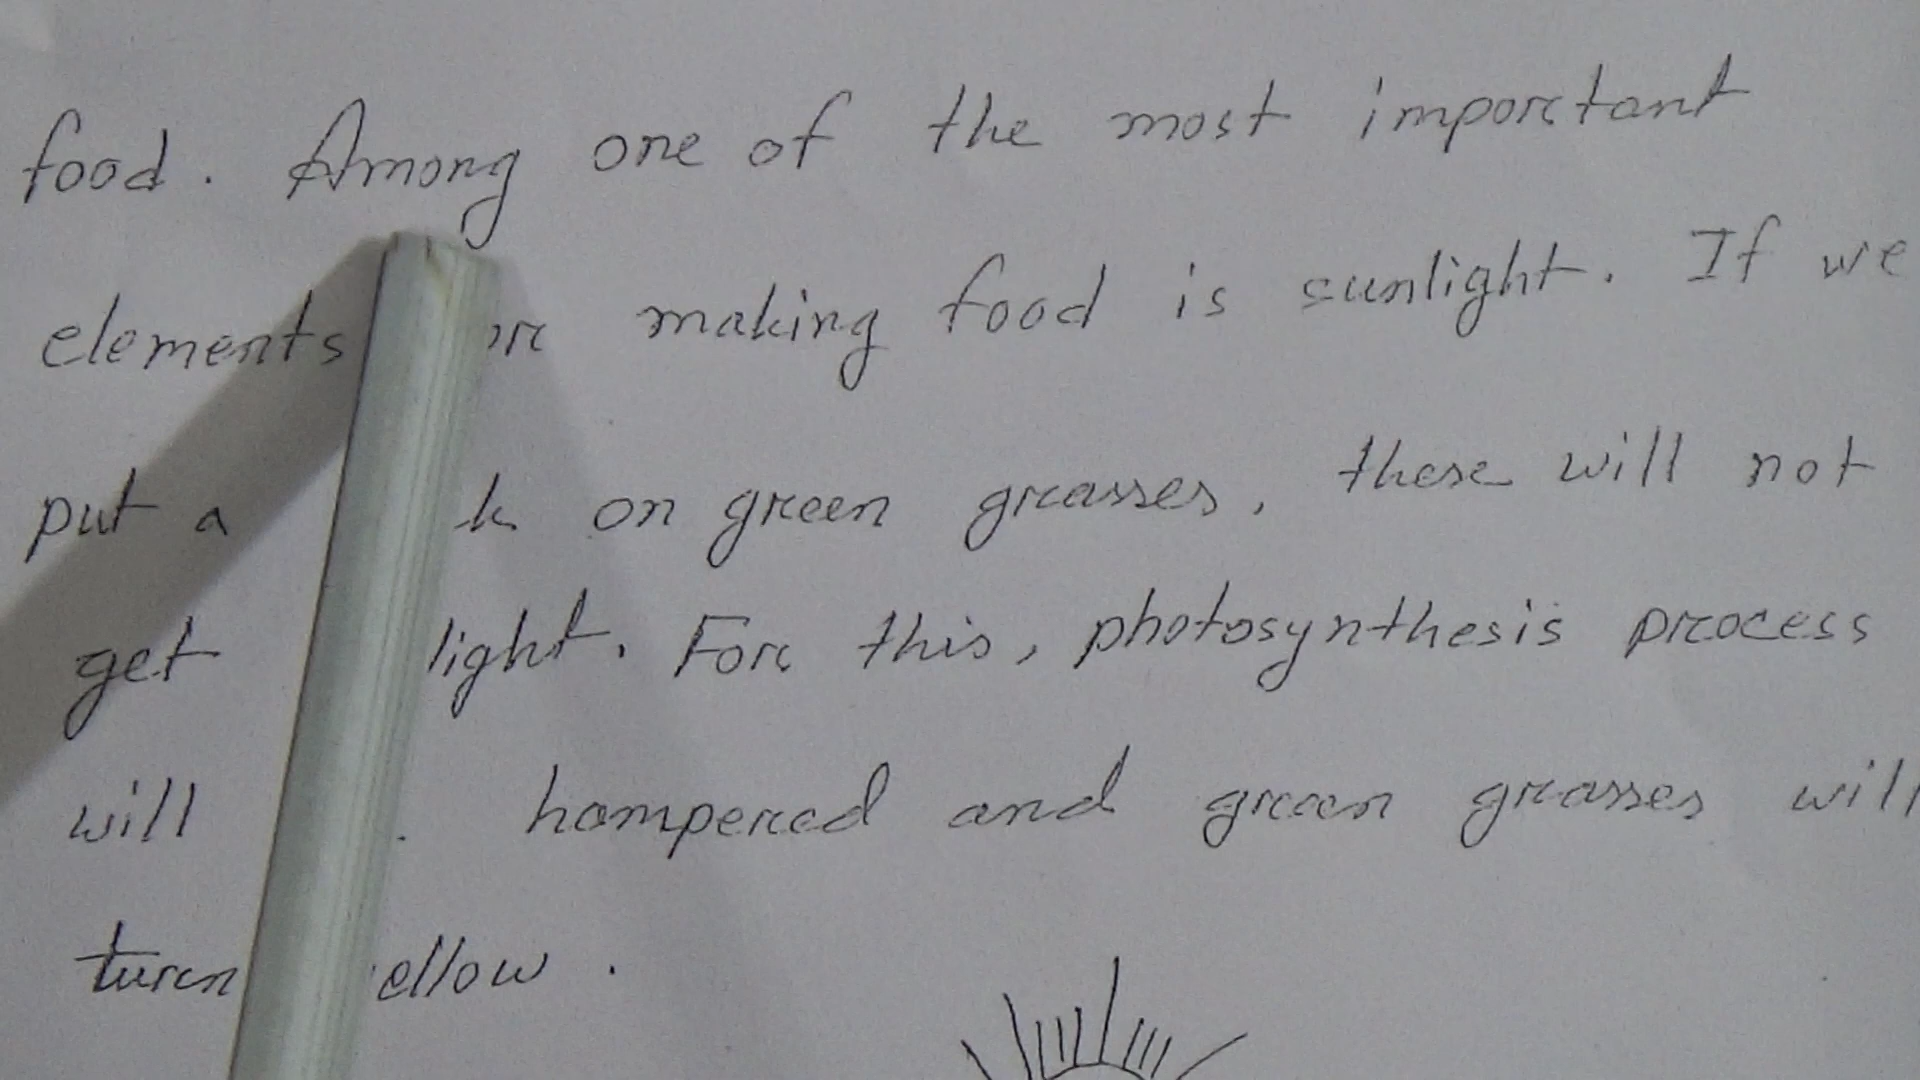 food. Among one of the most important
elements making food is sunlight. If we
put a on green grasses, these will not
get light. For this, photosynthesis process
will hampered and green grasses will
turn ellow.